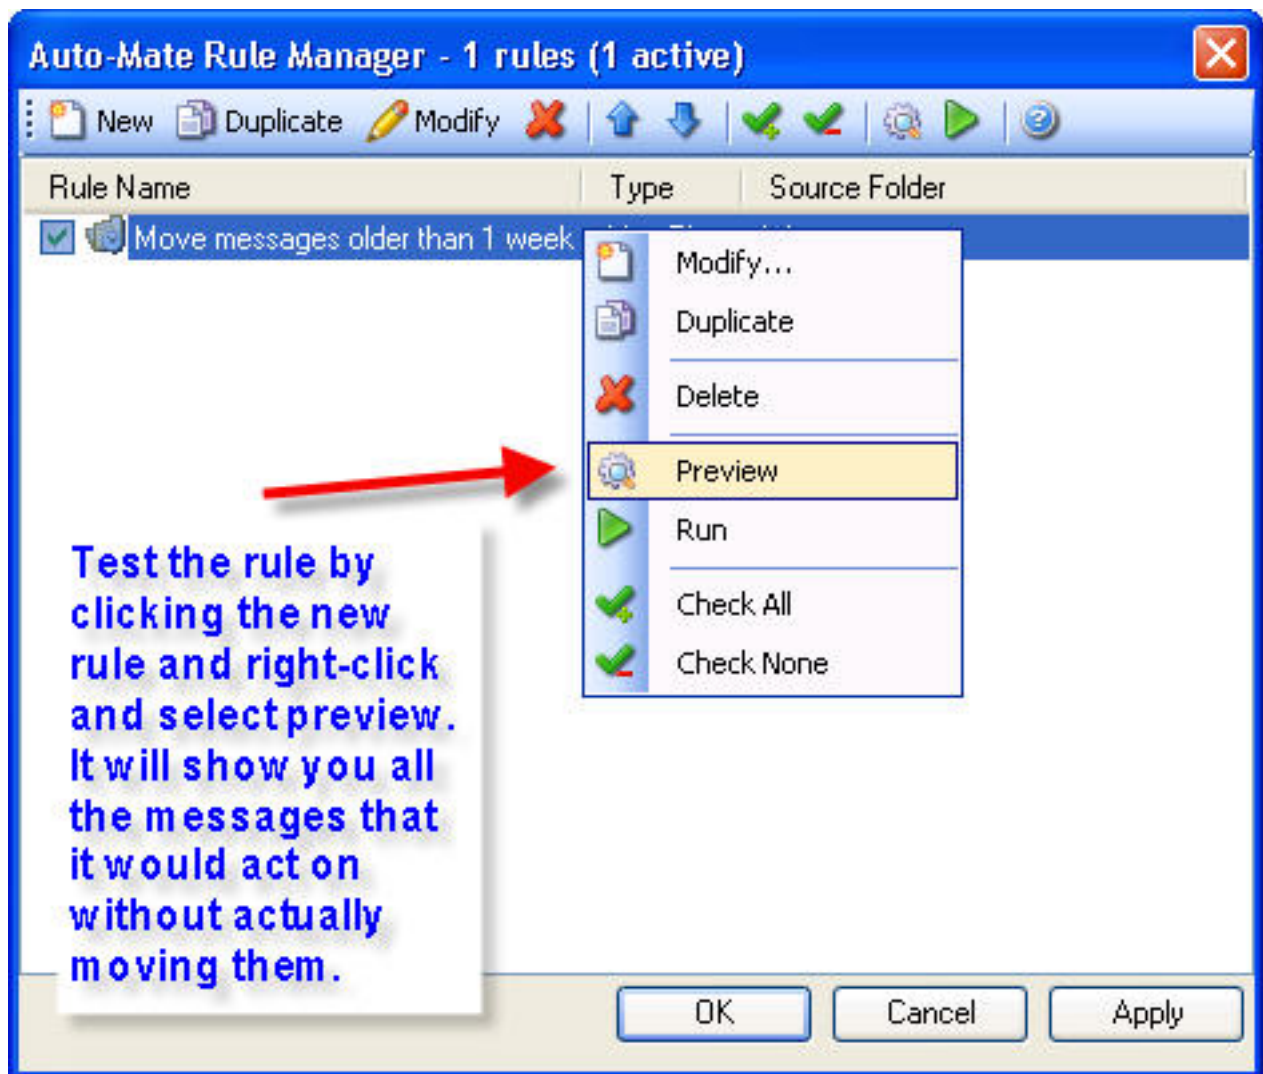 Auto-Mate Rule Manager - 1 rules (1 active)
New Duplicate Modify
Rule Name Type Source Folder
Move messages older than 1 week
Modify...
Duplicate
Delete
Preview
Run
Check All
Check None
Test the rule by
clicking the new
rule and right-click
and select preview.
It will show you all
the messages that
it would act on
without actually
moving them.
OK Cancel Apply